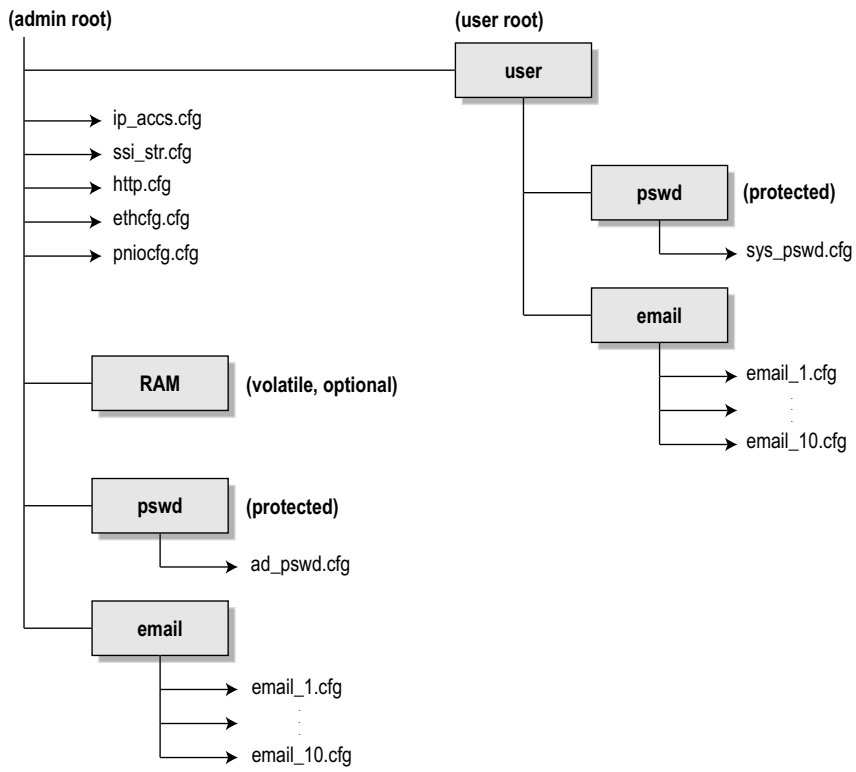 (admin root)
(user root)
user
ip_accs.cfg
ssi_str.cfg
http.cfg
ethcfg.cfg
pniocfg.cfg
pswd
(protected)
sys_pswd.cfg
email
email_1.cfg
email_10.cfg
RAM
(volatile, optional)
pswd
(protected)
ad_pswd.cfg
email
email_1.cfg
email_10.cfg